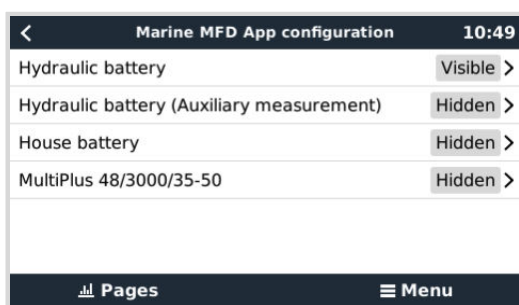 Marine MFD App configuration 10:49
Hydraulic battery Visible
Hydraulic battery (Auxiliary measurement) Hidden
House battery Hidden
MultiPlus 48/3000/35-50 Hidden
Pages Menu